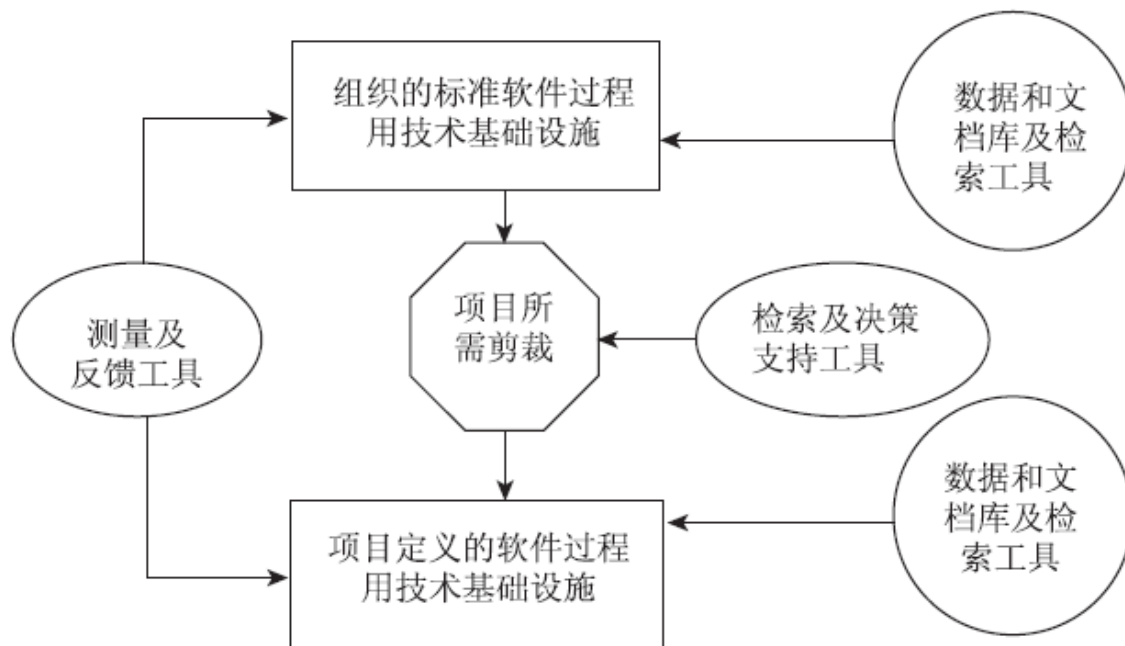 组织的标准软件过程
用技术基础设施
数据和文
档库及检
索工具
测量及
反馈工具
项目所
需剪裁
检索及决策
支持工具
项目定义的软件过程
用技术基础设施
数据和文
档库及检
索工具